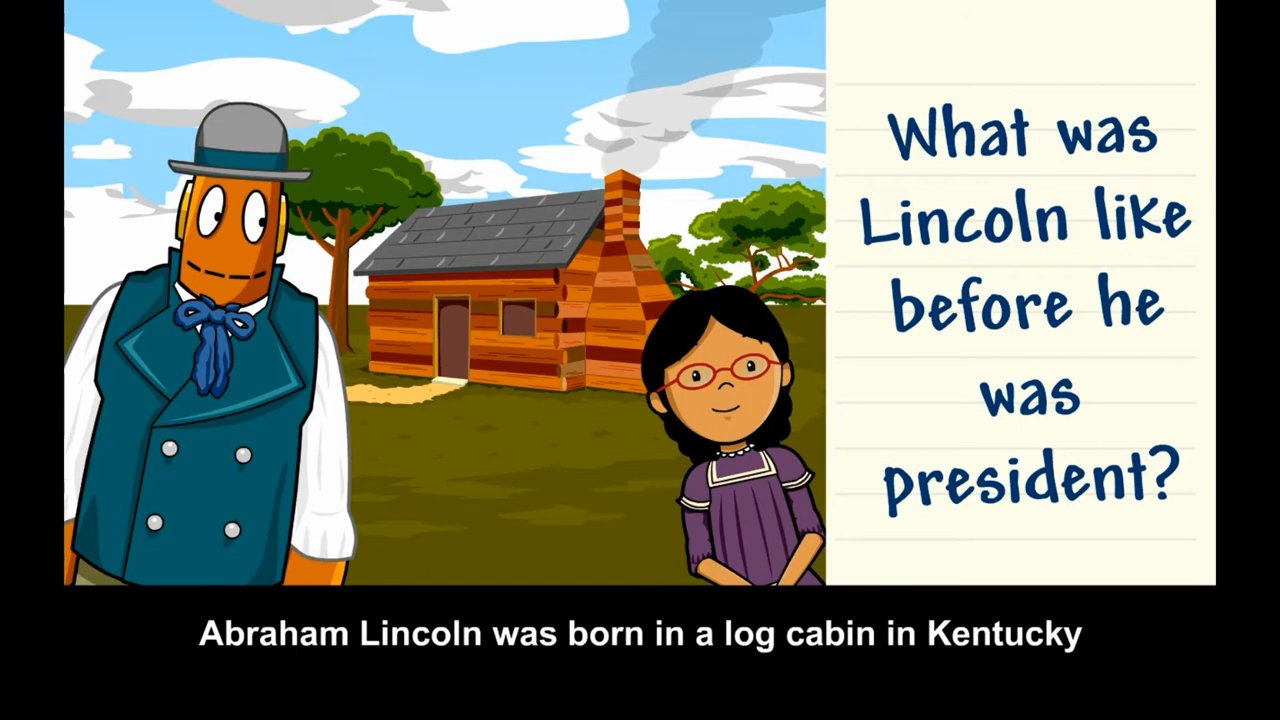 What was
Lincoln like
before he
was
president?
Abraham Lincoln was born in a log cabin in Kentucky